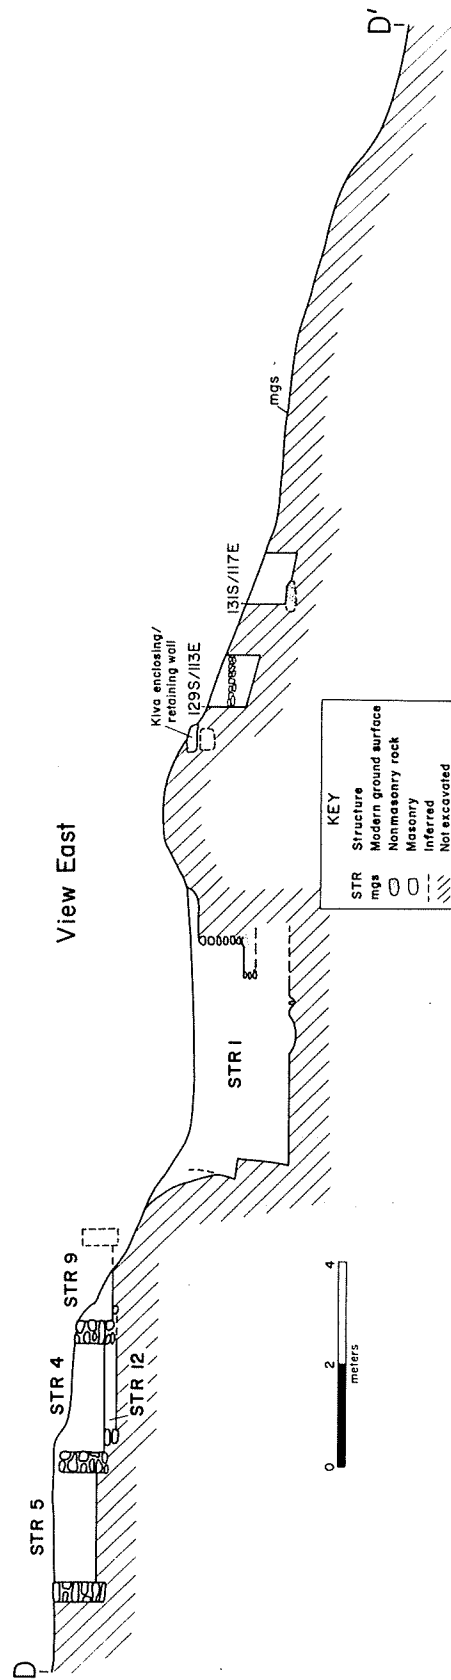 View East
D
D'
STR 5
STR 4
STR 9
STR 12
STR 1
Kiva enclosing/
retaining wall
129S/113E
131S/117E
mgs
0 2 4
meters
KEY
STR Structure
mgs Modern ground surface
Nonmasonry rock
Masonry
Inferred
Not excavated